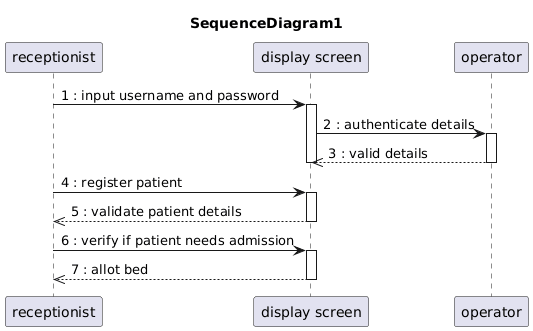 SequenceDiagram1
receptionist
display screen
operator
1 : input username and password
2 : authenticate details
3 : valid details
4 : register patient
5 : validate patient details
6 : verify if patient needs admission
7 : allot bed
receptionist
display screen
operator